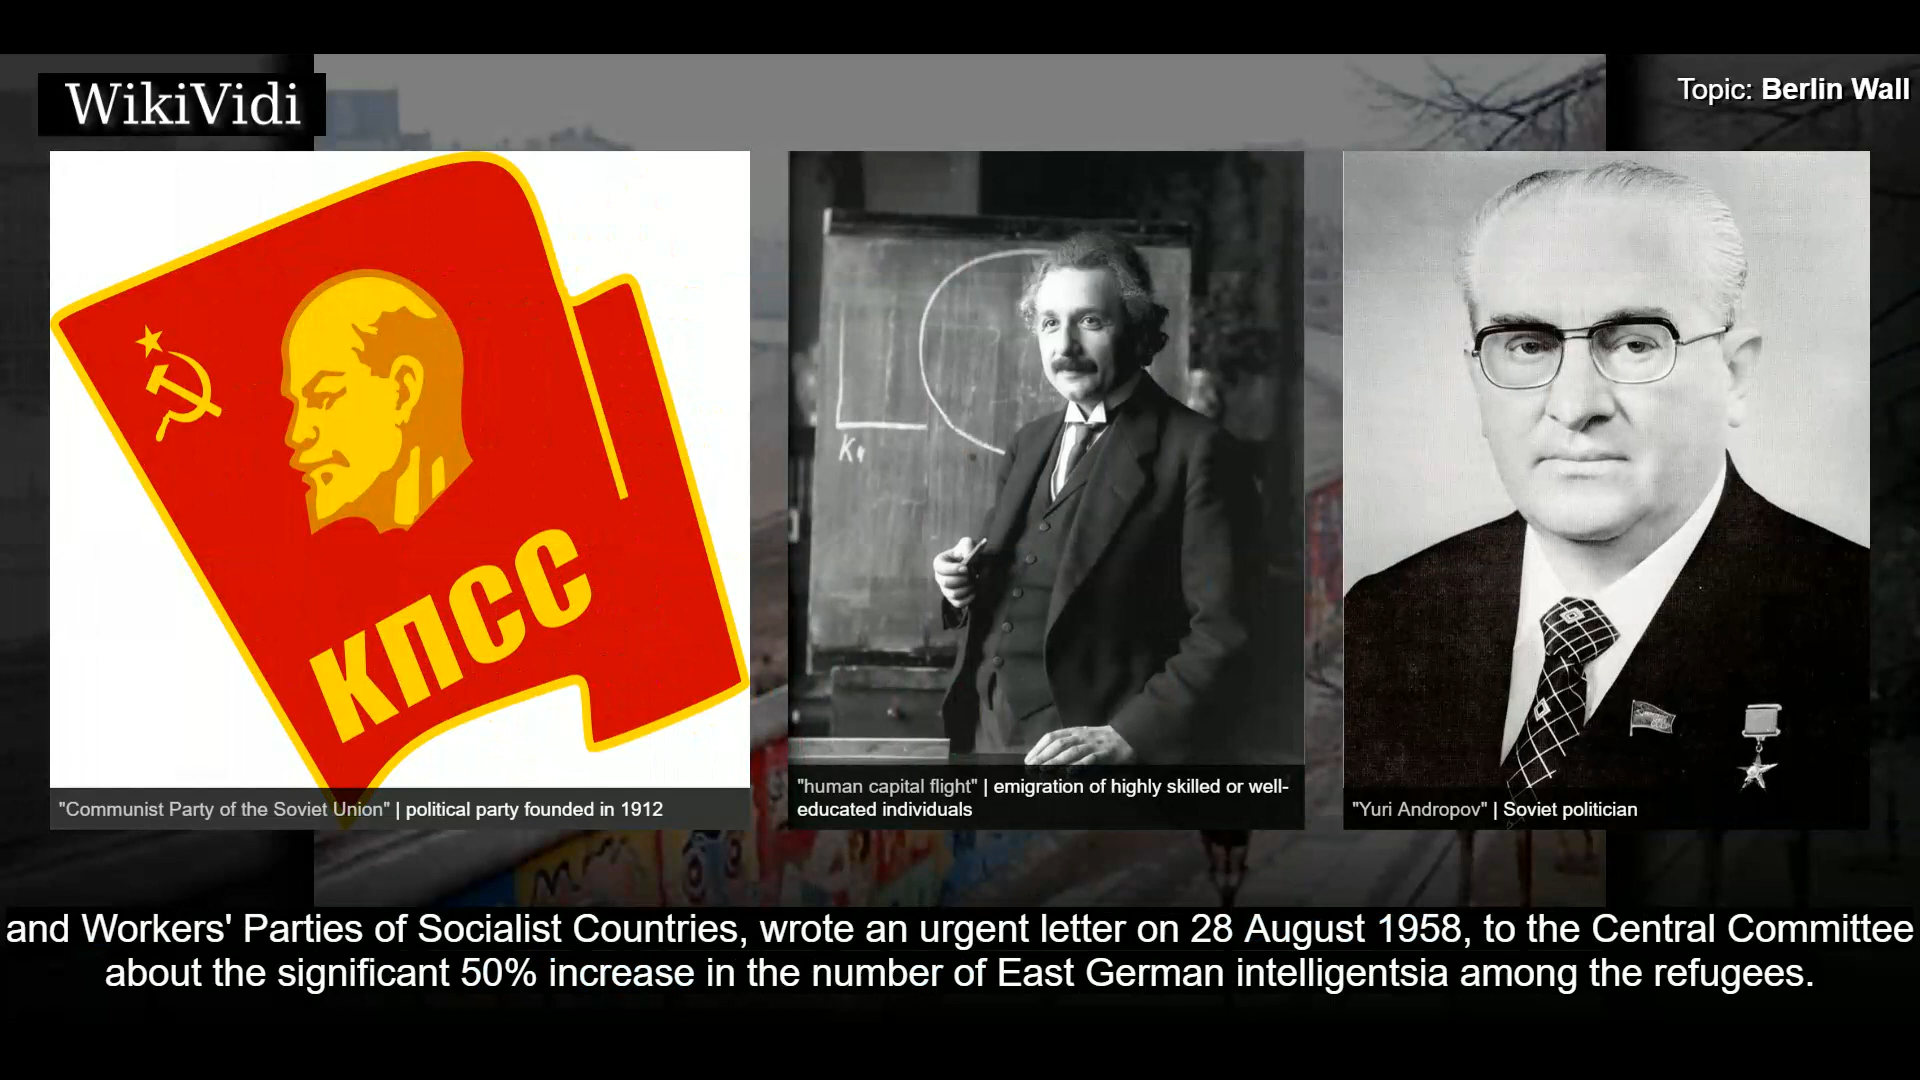 WikiVidi
Topic: Berlin Wall
КПСС
K
"Communist Party of the Soviet Union" | political party founded in 1912
"human capital flight" | emigration of highly skilled or well-
educated individuals
"Yuri Andropov" | Soviet politician
and Workers' Parties of Socialist Countries, wrote an urgent letter on 28 August 1958, to the Central Committee
about the significant 50% increase in the number of East German intelligentsia among the refugees.